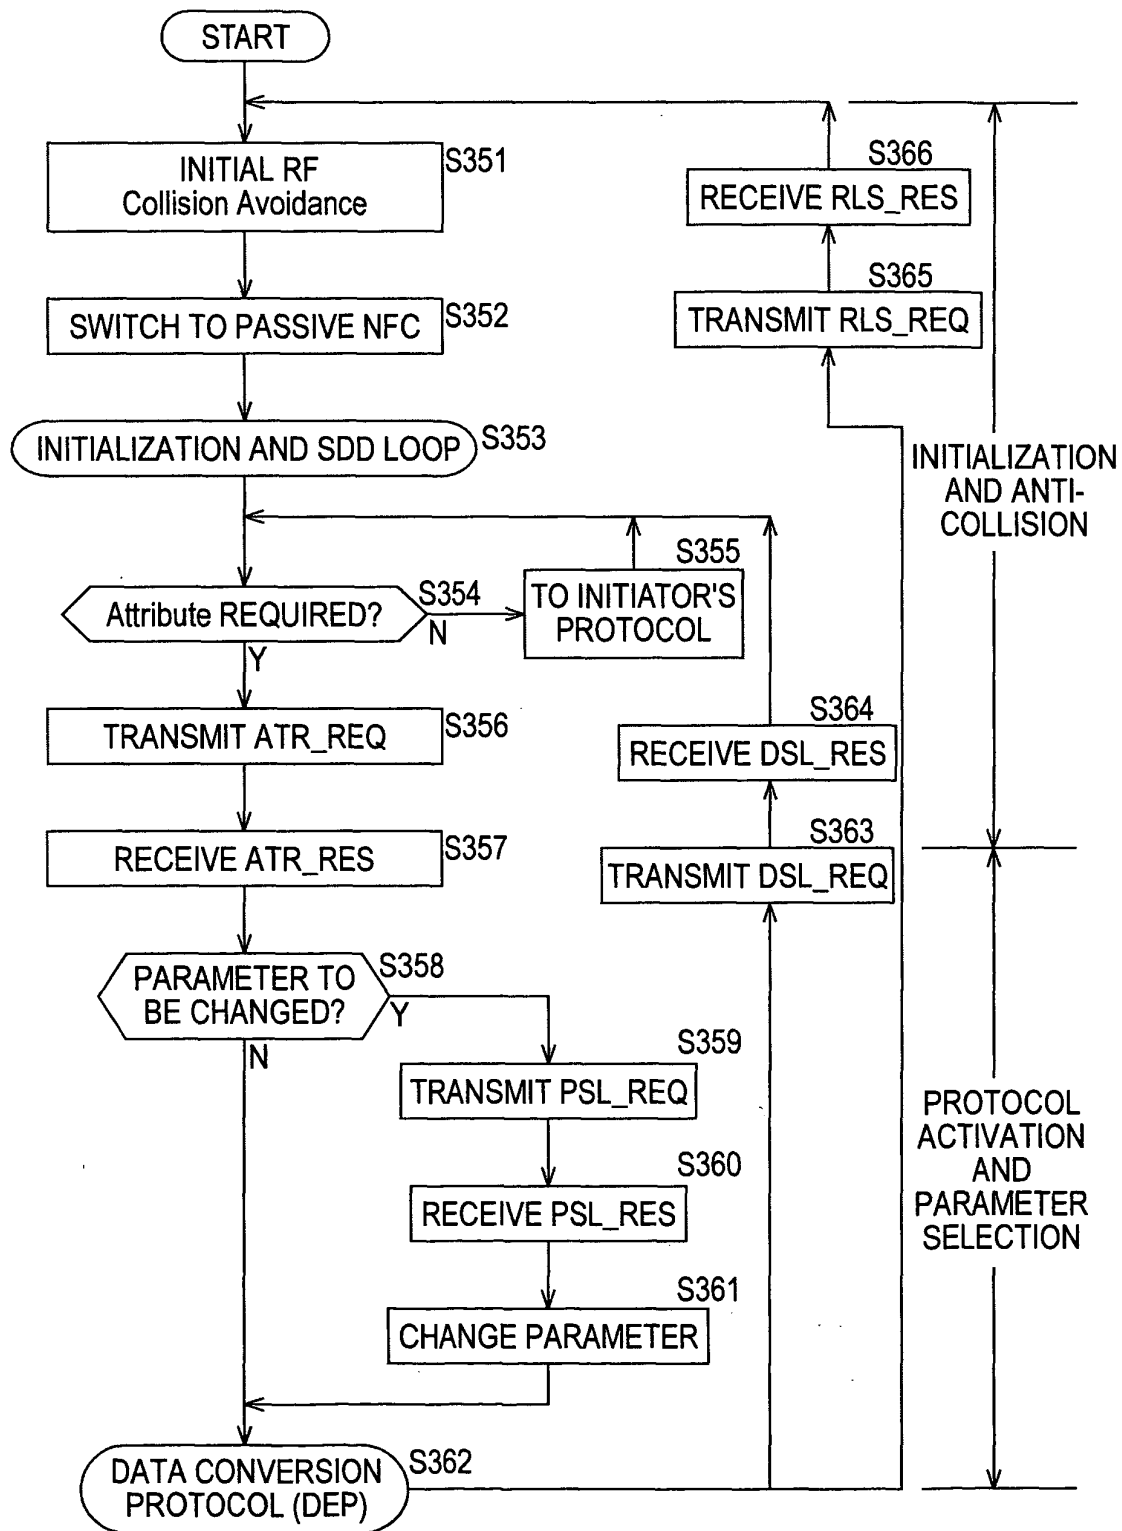 START
INITIAL RF
Collision Avoidance
S351
SWITCH TO PASSIVE NFC
S352
INITIALIZATION AND SDD LOOP
S353
Attribute REQUIRED?
S354
N
Y
S355
TO INITIATOR'S
PROTOCOL
TRANSMIT ATR_REQ
S356
RECEIVE ATR_RES
S357
PARAMETER TO
BE CHANGED?
S358
Y
N
S359
TRANSMIT PSL_REQ
S360
RECEIVE PSL_RES
S361
CHANGE PARAMETER
DATA CONVERSION
PROTOCOL (DEP)
S362
S363
TRANSMIT DSL_REQ
S364
RECEIVE DSL_RES
S365
TRANSMIT RLS_REQ
S366
RECEIVE RLS_RES
INITIALIZATION
AND ANTI-
COLLISION
PROTOCOL
ACTIVATION
AND
PARAMETER
SELECTION